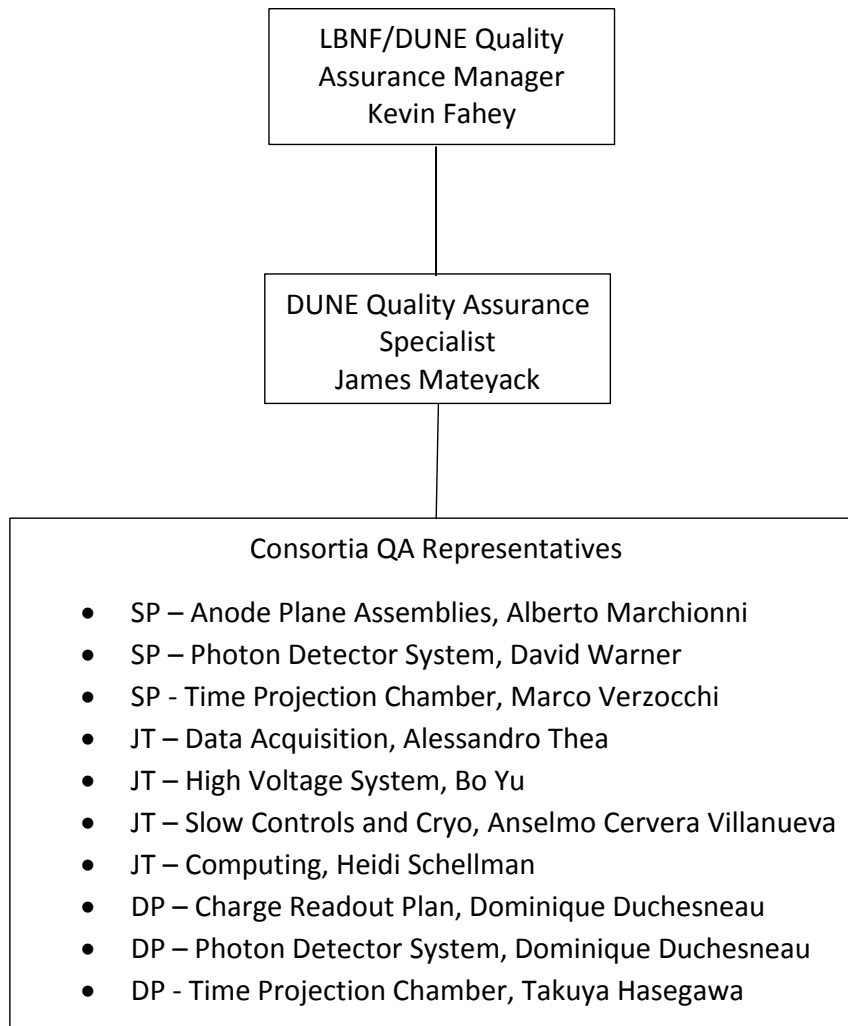 LBNF/DUNE Quality
Assurance Manager
Kevin Fahey
DUNE Quality Assurance
Specialist
James Mateyack
Consortia QA Representatives
• SP – Anode Plane Assemblies, Alberto Marchionni
• SP – Photon Detector System, David Warner
• SP - Time Projection Chamber, Marco Verzocchi
• JT – Data Acquisition, Alessandro Thea
• JT – High Voltage System, Bo Yu
• JT – Slow Controls and Cryo, Anselmo Cervera Villanueva
• JT – Computing, Heidi Schellman
• DP – Charge Readout Plan, Dominique Duchesneau
• DP – Photon Detector System, Dominique Duchesneau
• DP - Time Projection Chamber, Takuya Hasegawa